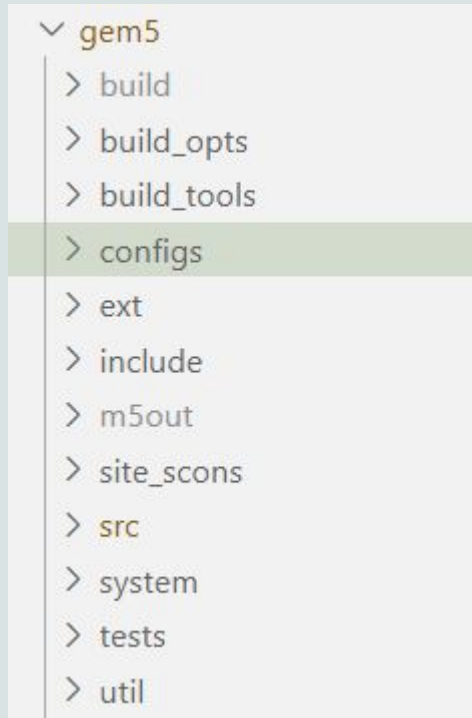 gem5
build
build_opts
build_tools
configs
ext
include
m5out
site_scons
src
system
tests
util